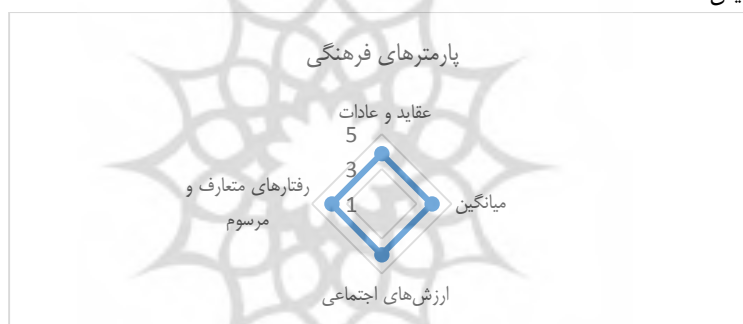 پارمترهای فرهنگی
عقاید و عادات
5
3
1
میانگین
رفتارهای متعارف و
مرسوم
ارزش‌های اجتماعی